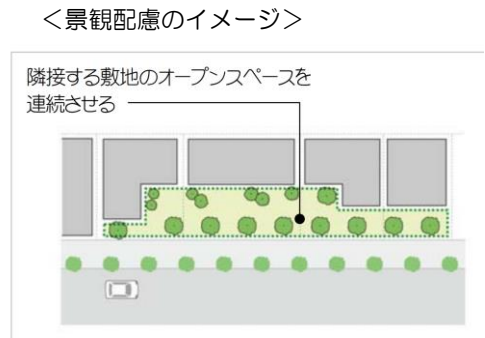 ＜景観配慮のイメージ＞
隣接する敷地のオープンスペースを
連続させる